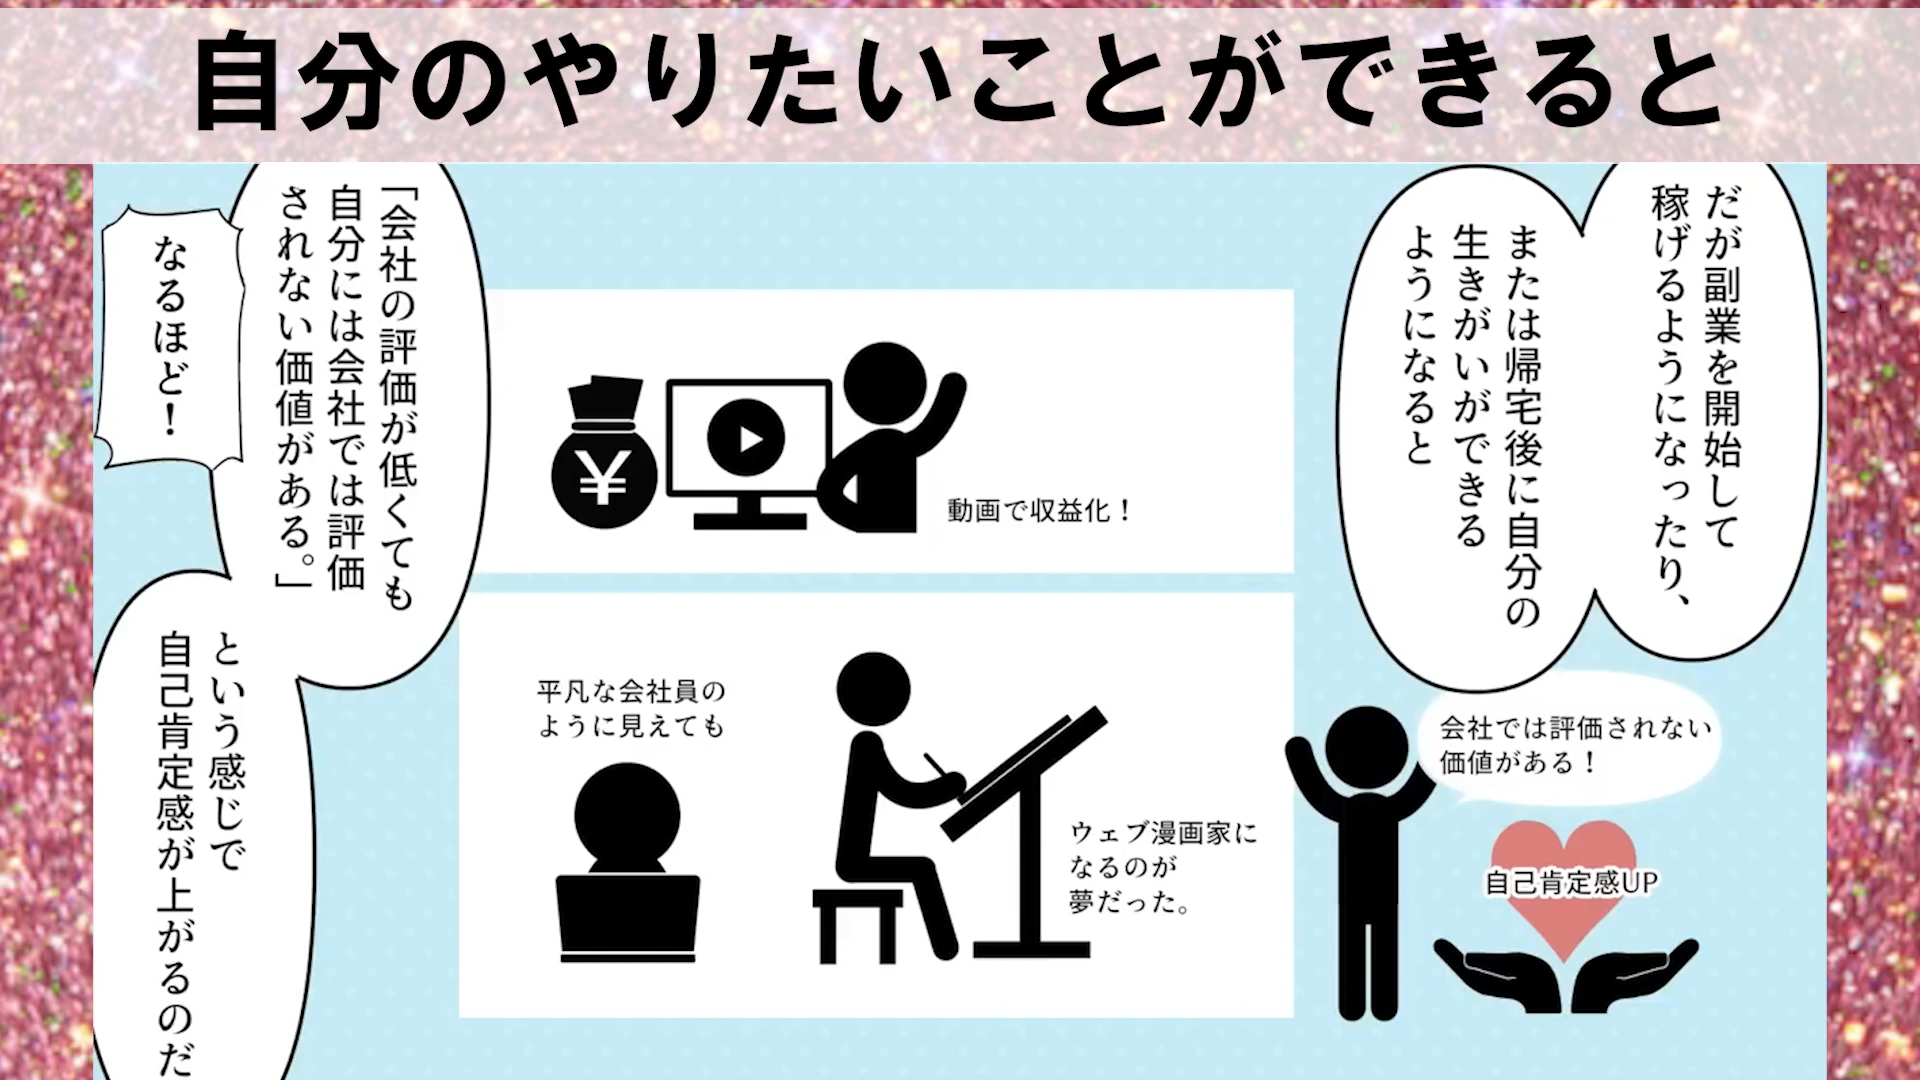 自分のやりたいことができると
だが副業を開始して
稼げるようになったり、
または帰宅後に自分の
生きがいができる
ようになると
動画で収益化！
¥
平凡な会社員の
ように見えても
ウェブ漫画家に
なるのが
夢だった。
会社では評価されない
価値がある！
自己肯定感UP
「会社の評価が低くても
自分には会社では評価
されない価値がある。」
なるほど！
という感じで
自己肯定感が上がるのだ